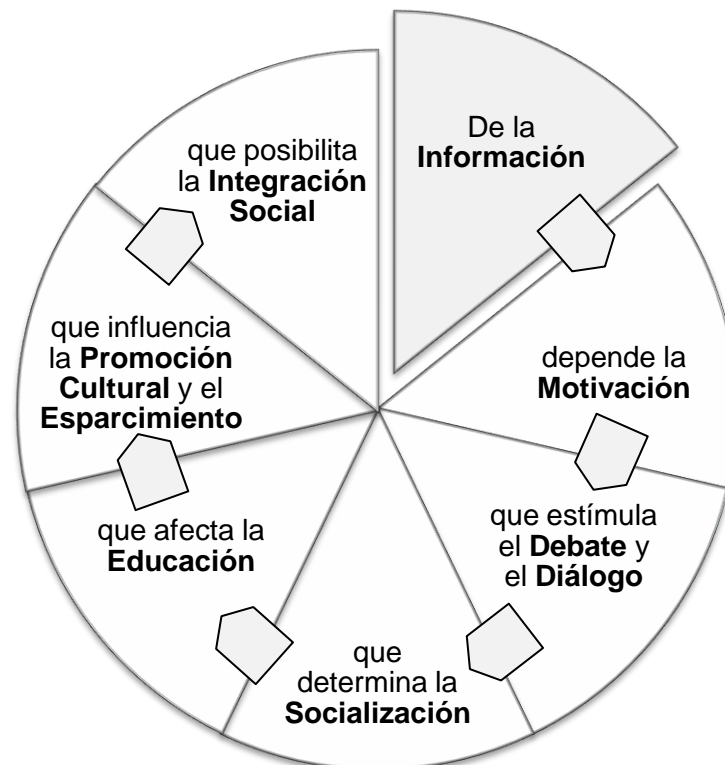 De la
Información
depende la
Motivación
que estímula
el Debate y
el Diálogo
que
determina la
Socialización
que afecta la
Educación
que influencia
la Promoción
Cultural y el
Esparcimiento
que posibilita
la Integración
Social